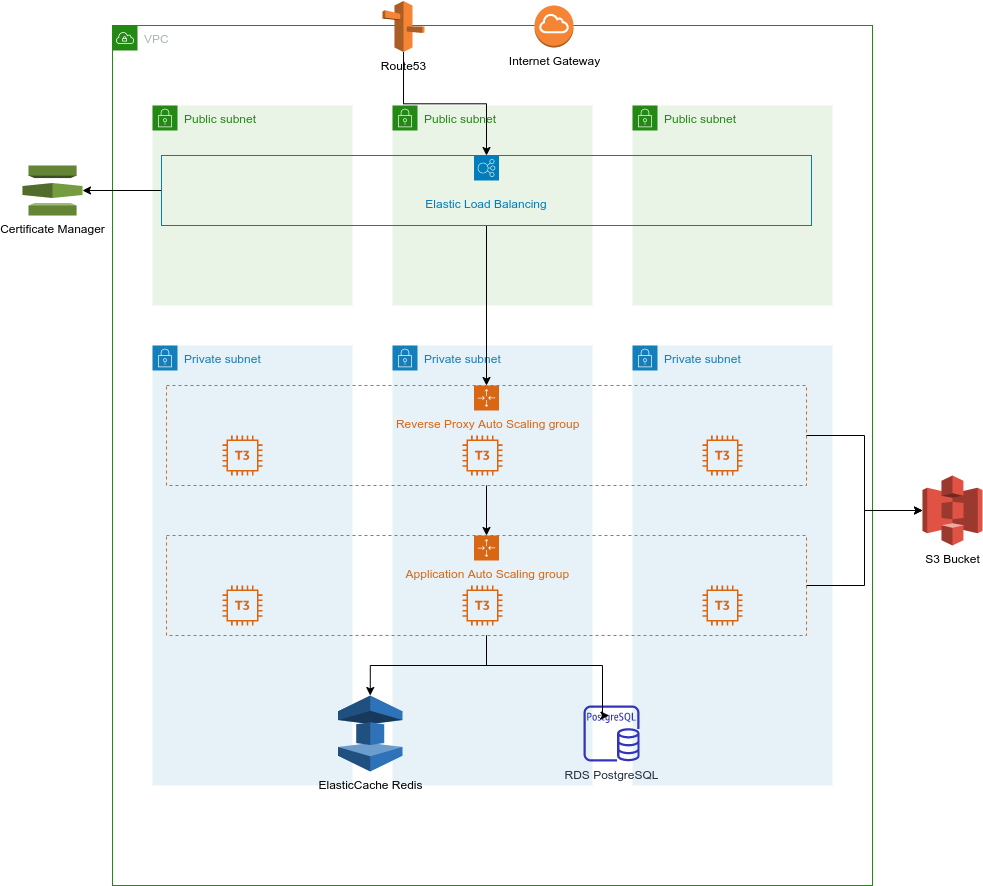 Route53
Internet Gateway
VPC
Public subnet
Public subnet
Public subnet
Elastic Load Balancing
Certificate Manager
Private subnet
Private subnet
Private subnet
Reverse Proxy Auto Scaling group
T3
T3
T3
S3 Bucket
Application Auto Scaling group
T3
T3
T3
PostgreSQL
RDS PostgreSQL
ElasticCache Redis